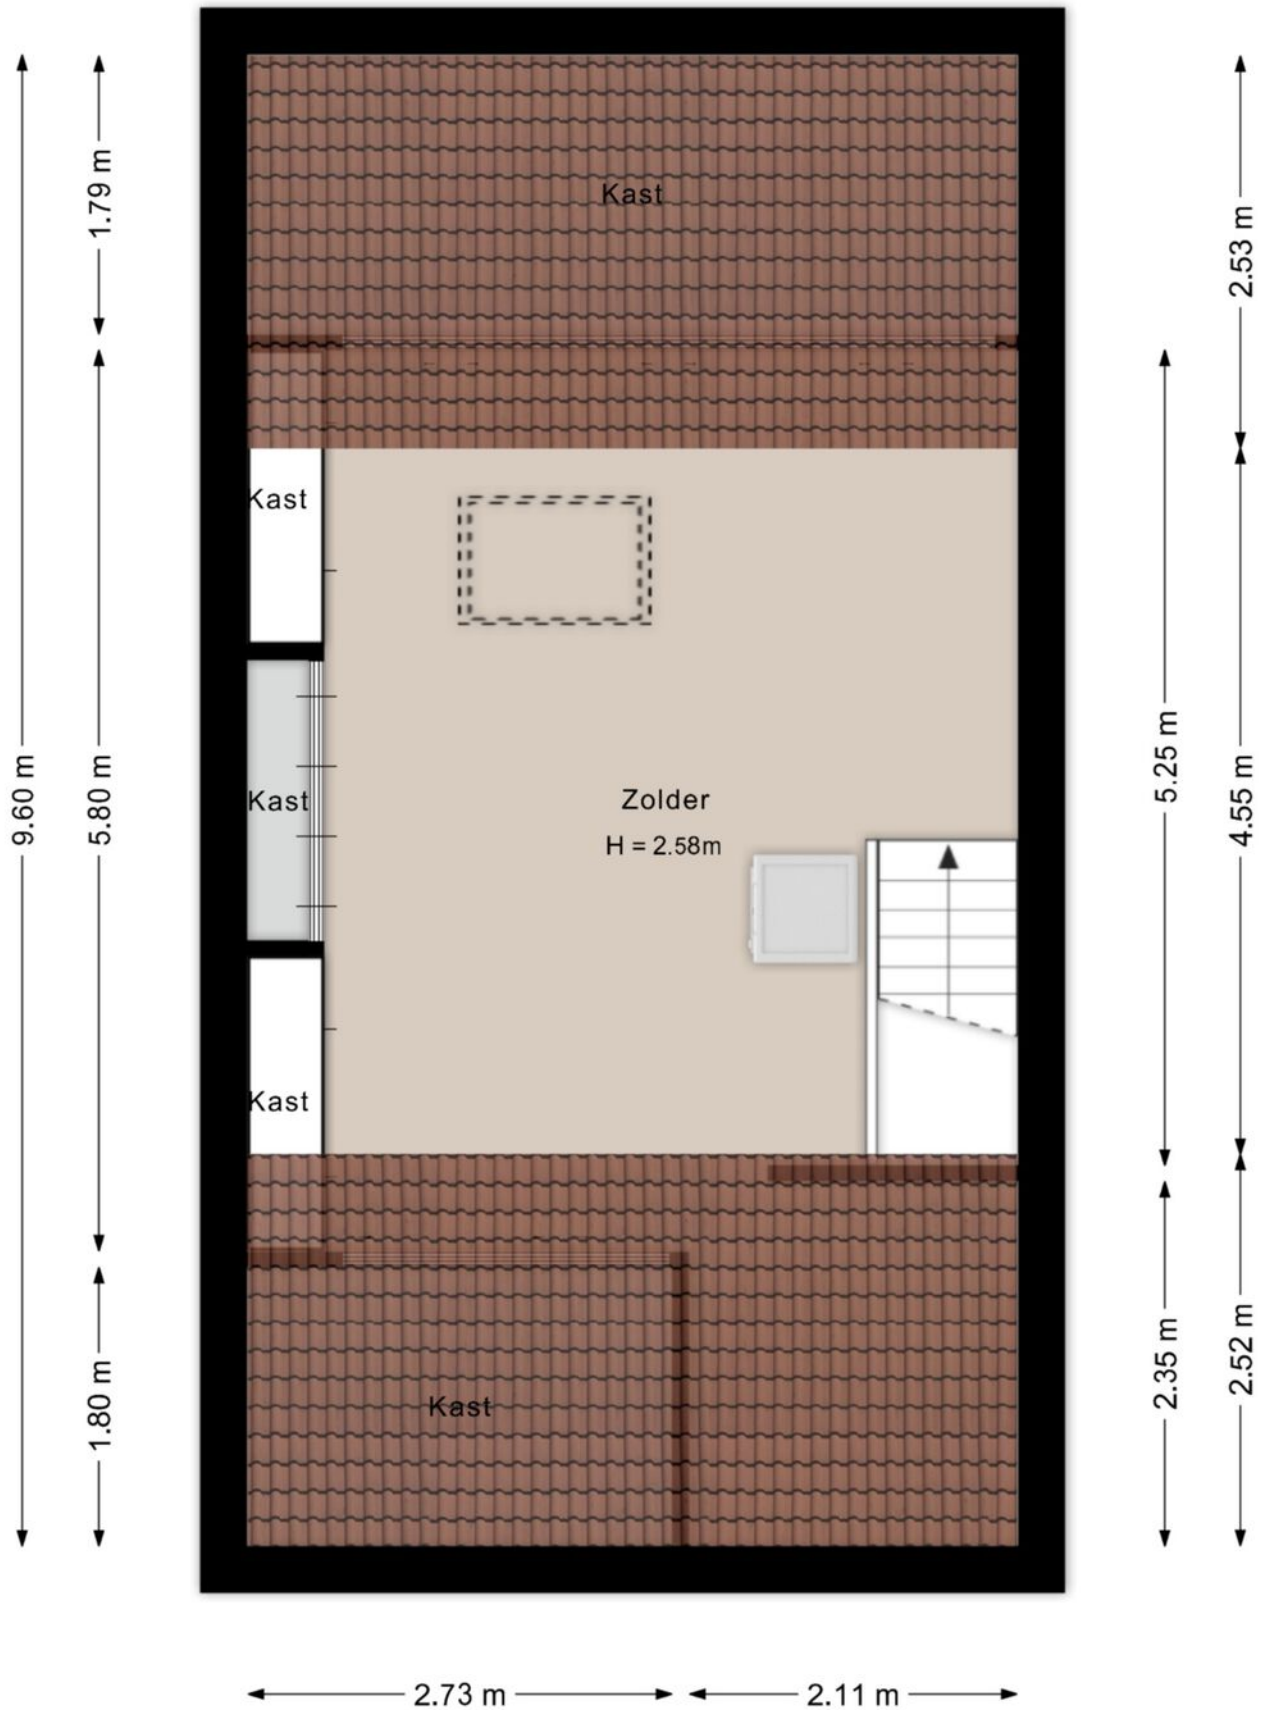 Kast
1.79 m
2.53 m
Kast
9.60 m
5.80 m
Kast
Zolder
H = 2.58m
5.25 m
4.55 m
Kast
1.80 m
Kast
2.35 m
2.52 m
2.73 m
2.11 m